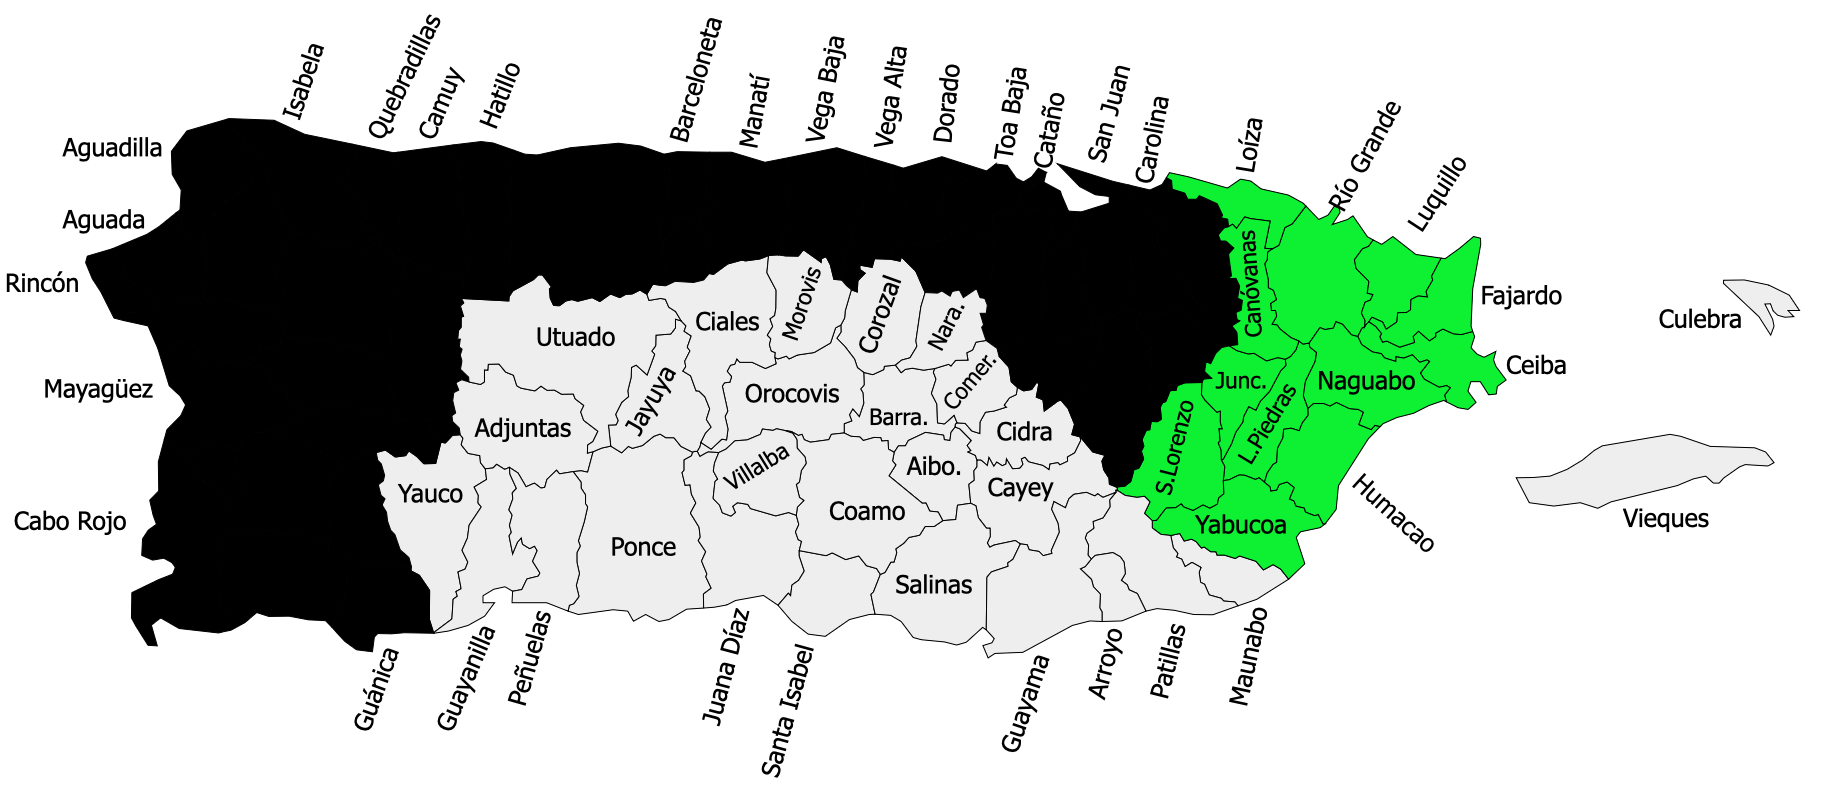 Isabela
Quebradillas
Camuy
Hatillo
Barceloneta
Manatí
Vega Baja
Vega Alta
Dorado
Toa Baja
Cataño
San Juan
Carolina
Loíza
Río Grande
Luquillo
Aguadilla
Aguada
Rincón
Mayagüez
Cabo Rojo
Utuado
Ciales
Morovis
Corozal
Nara.
Canóvanas
Fajardo
Culebra
Ceiba
Adjuntas
Jayuya
Orocovis
Barra.
Comer.
Cidra
Junc.
L.Piedras
Naguabo
Yauco
Villalba
Aibo.
Cayey
S.Lorenzo
Coamo
Ponce
Salinas
Yabucoa
Humacao
Vieques
Guánica
Guayanilla
Peñuelas
Juana Díaz
Santa Isabel
Guayama
Arroyo
Patillas
Maunabo